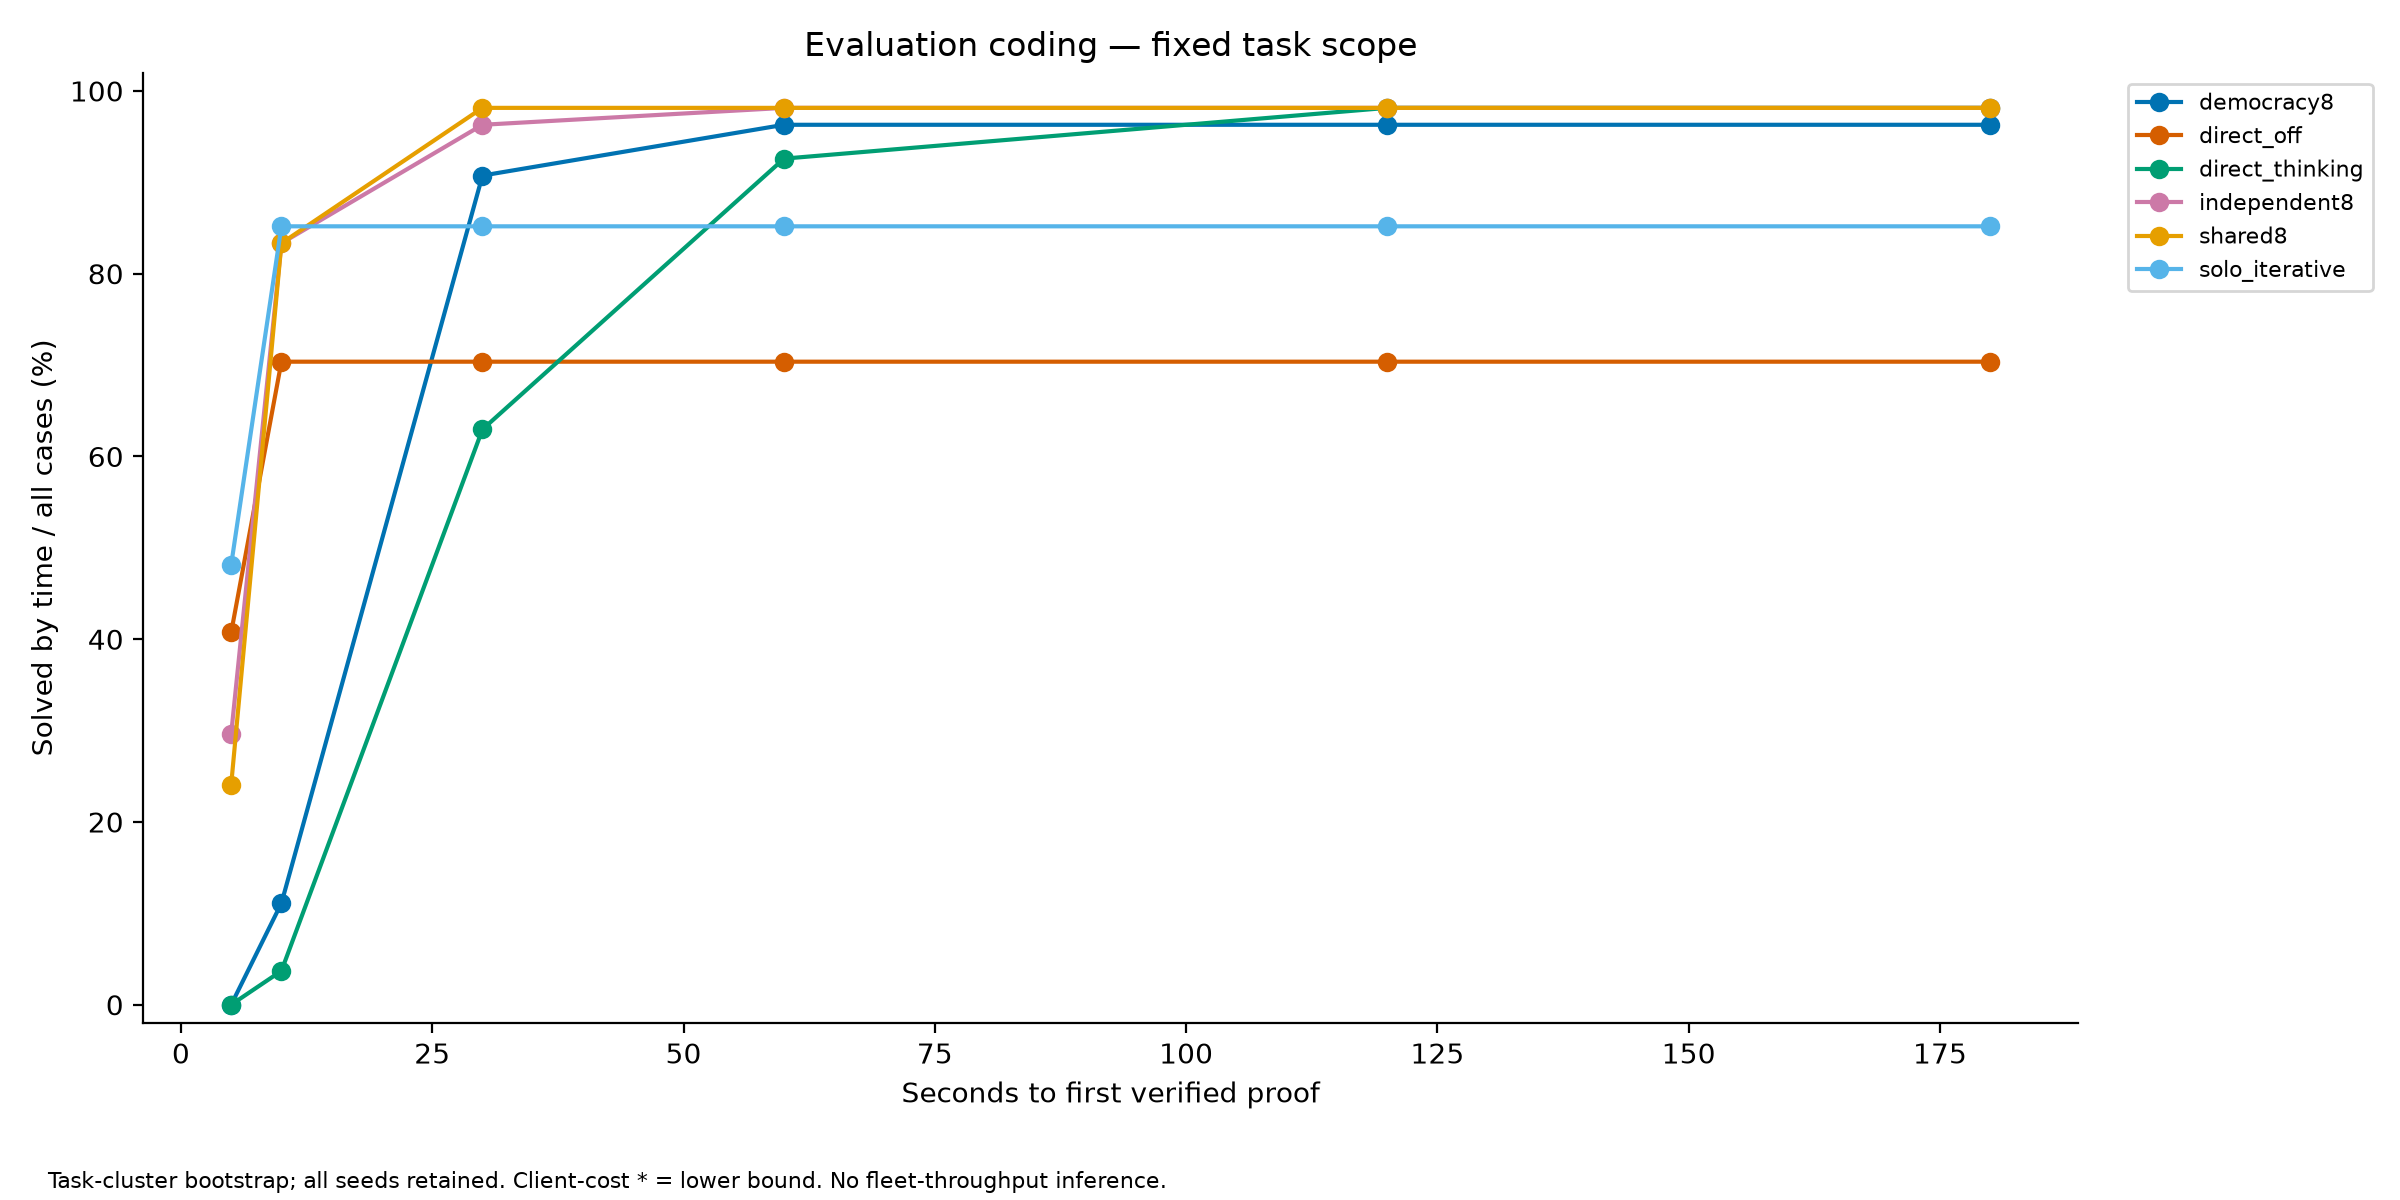 Evaluation coding — fixed task scope
Solved by time / all cases (%)
100
80
60
40
20
0
0 25 50 75 100 125 150 175
Seconds to first verified proof
democracy8
direct_off
direct_thinking
independent8
shared8
solo_iterative
Task-cluster bootstrap; all seeds retained. Client-cost * = lower bound. No fleet-throughput inference.